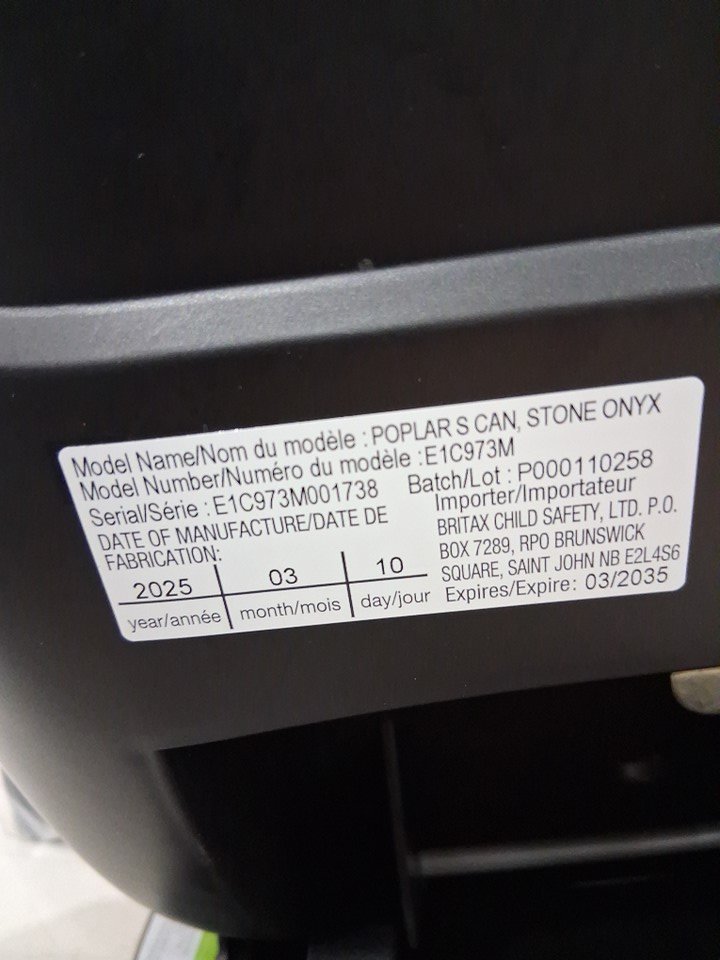 Model Name/Nom du modèle : POPLAR S CAN, STONE ONYX
Model Number/Numéro du modèle : E1C973M
Serial/Série : E1C973M001738
Batch/Lot : P000110258
DATE OF MANUFACTURE/DATE DE
FABRICATION:
2025 03 10
year/année month/mois day/jour
Importer/Importateur
BRITAX CHILD SAFETY, LTD. P.O.
BOX 7289, RPO BRUNSWICK
SQUARE, SAINT JOHN NB E2L4S6
Expires/Expire: 03/2035